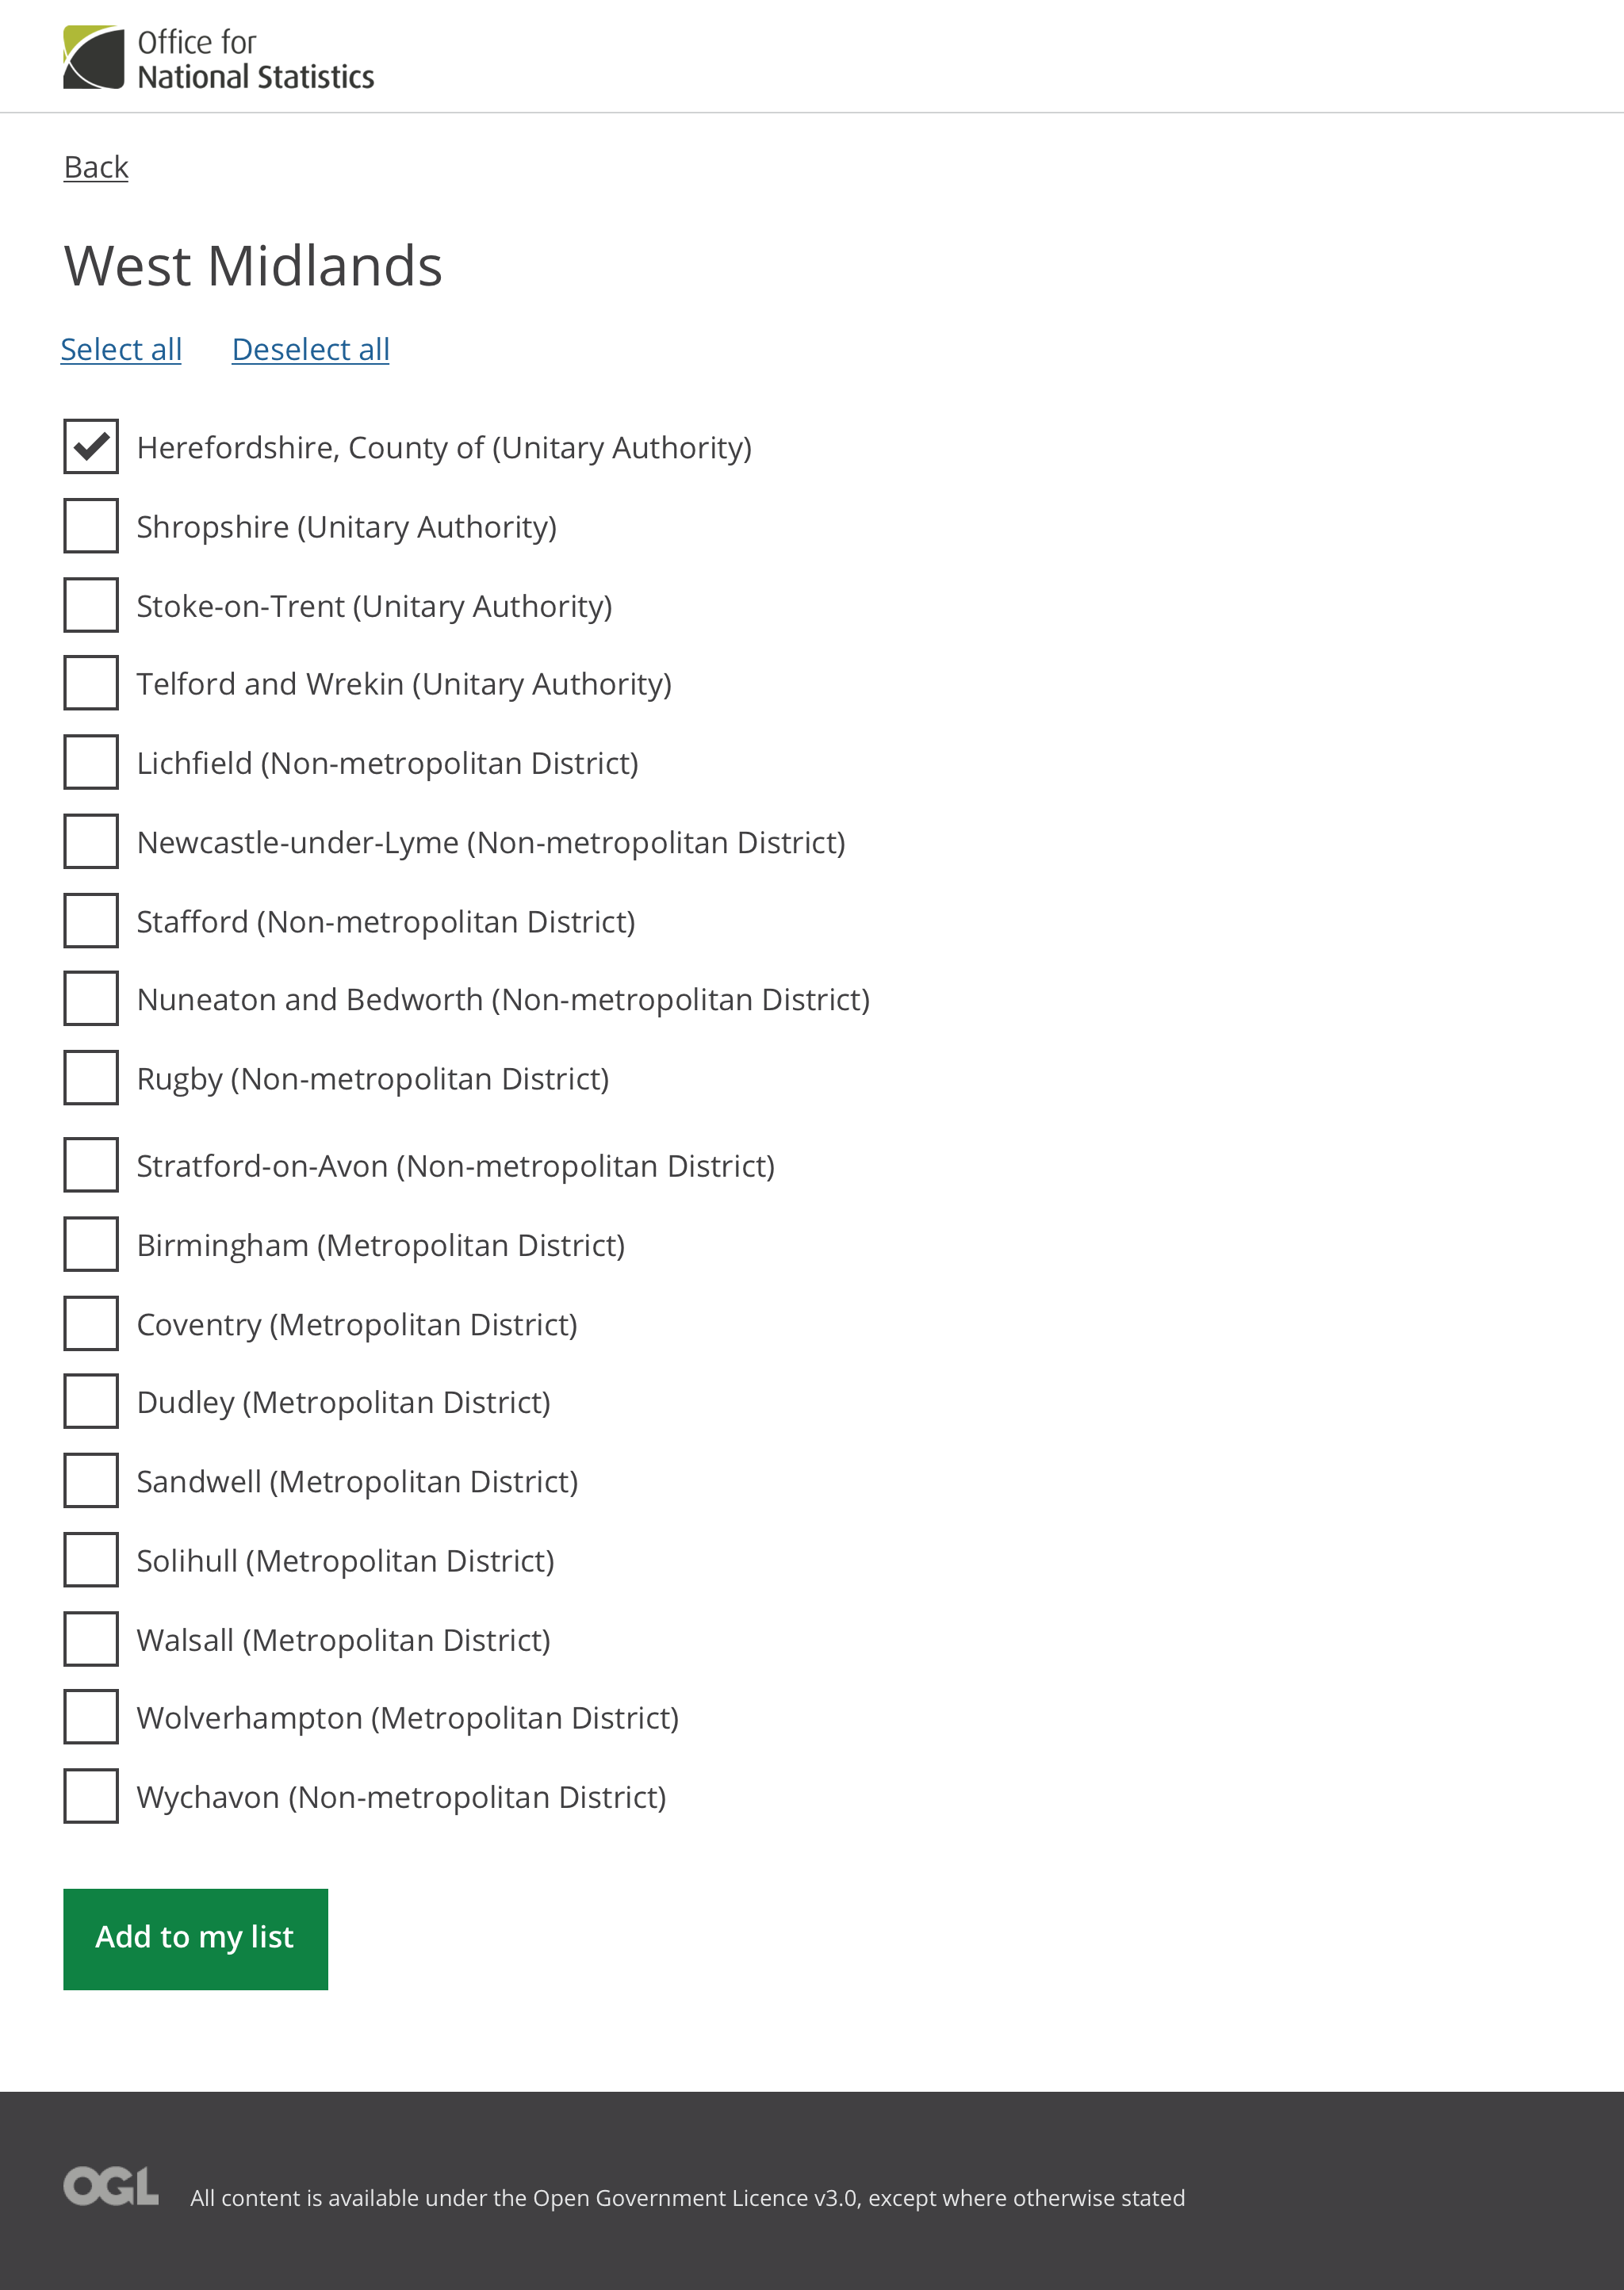 Office for
National Statistics
Back
West Midlands
Select all Deselect all
Herefordshire, County of (Unitary Authority)
Shropshire (Unitary Authority)
Stoke-on-Trent (Unitary Authority)
Telford and Wrekin (Unitary Authority)
Lichfield (Non-metropolitan District)
Newcastle-under-Lyme (Non-metropolitan District)
Stafford (Non-metropolitan District)
Nuneaton and Bedworth (Non-metropolitan District)
Rugby (Non-metropolitan District)
Stratford-on-Avon (Non-metropolitan District)
Birmingham (Metropolitan District)
Coventry (Metropolitan District)
Dudley (Metropolitan District)
Sandwell (Metropolitan District)
Solihull (Metropolitan District)
Walsall (Metropolitan District)
Wolverhampton (Metropolitan District)
Wychavon (Non-metropolitan District)
Add to my list
OGL All content is available under the Open Government Licence v3.0, except where otherwise stated